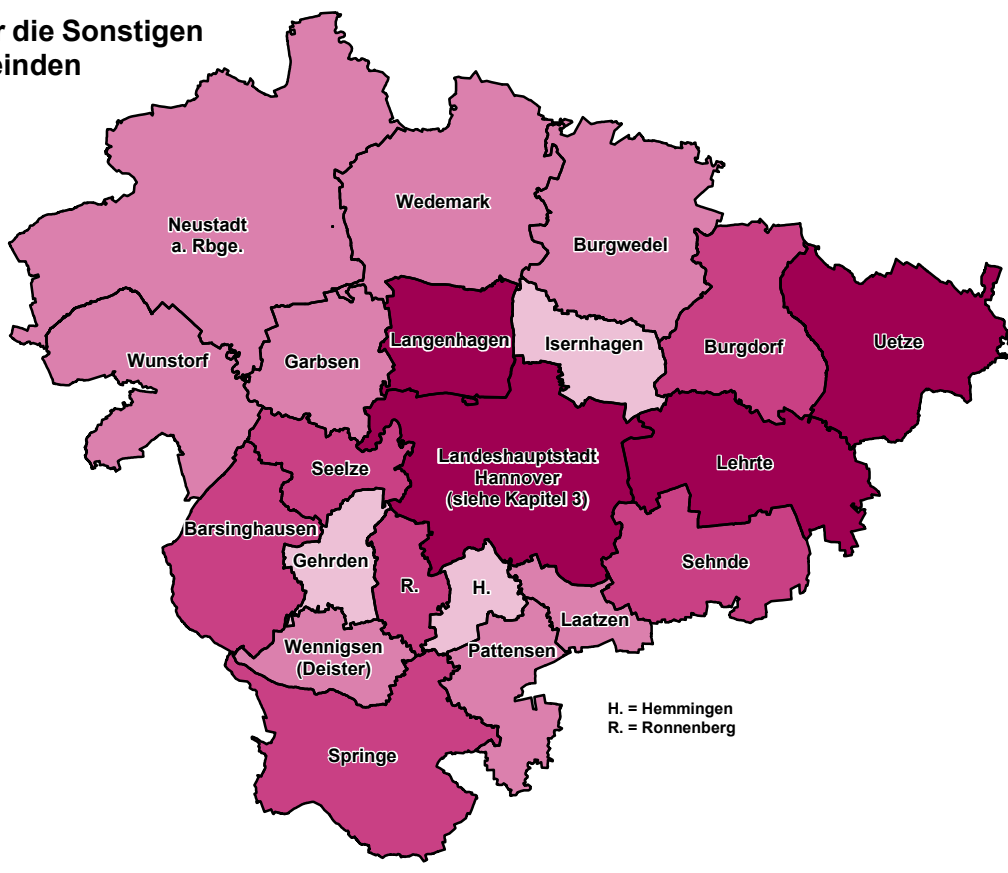 die Sonstigen
Wedemark
Neustadt
a. Rbge.
Burgwedel
Langenhagen
Isernhagen
Burgdorf
Uetze
Wunstorf
Garbsen
Landeshauptstadt
Hannover
(siehe Kapitel 3)
Lehrte
Seelze
Barsinghausen
Gehrden
Sehnde
R.
H.
Laatzen
Wennigsen
(Deister)
Pattensen
H. = Hemmingen
R. = Ronnenberg
Springe